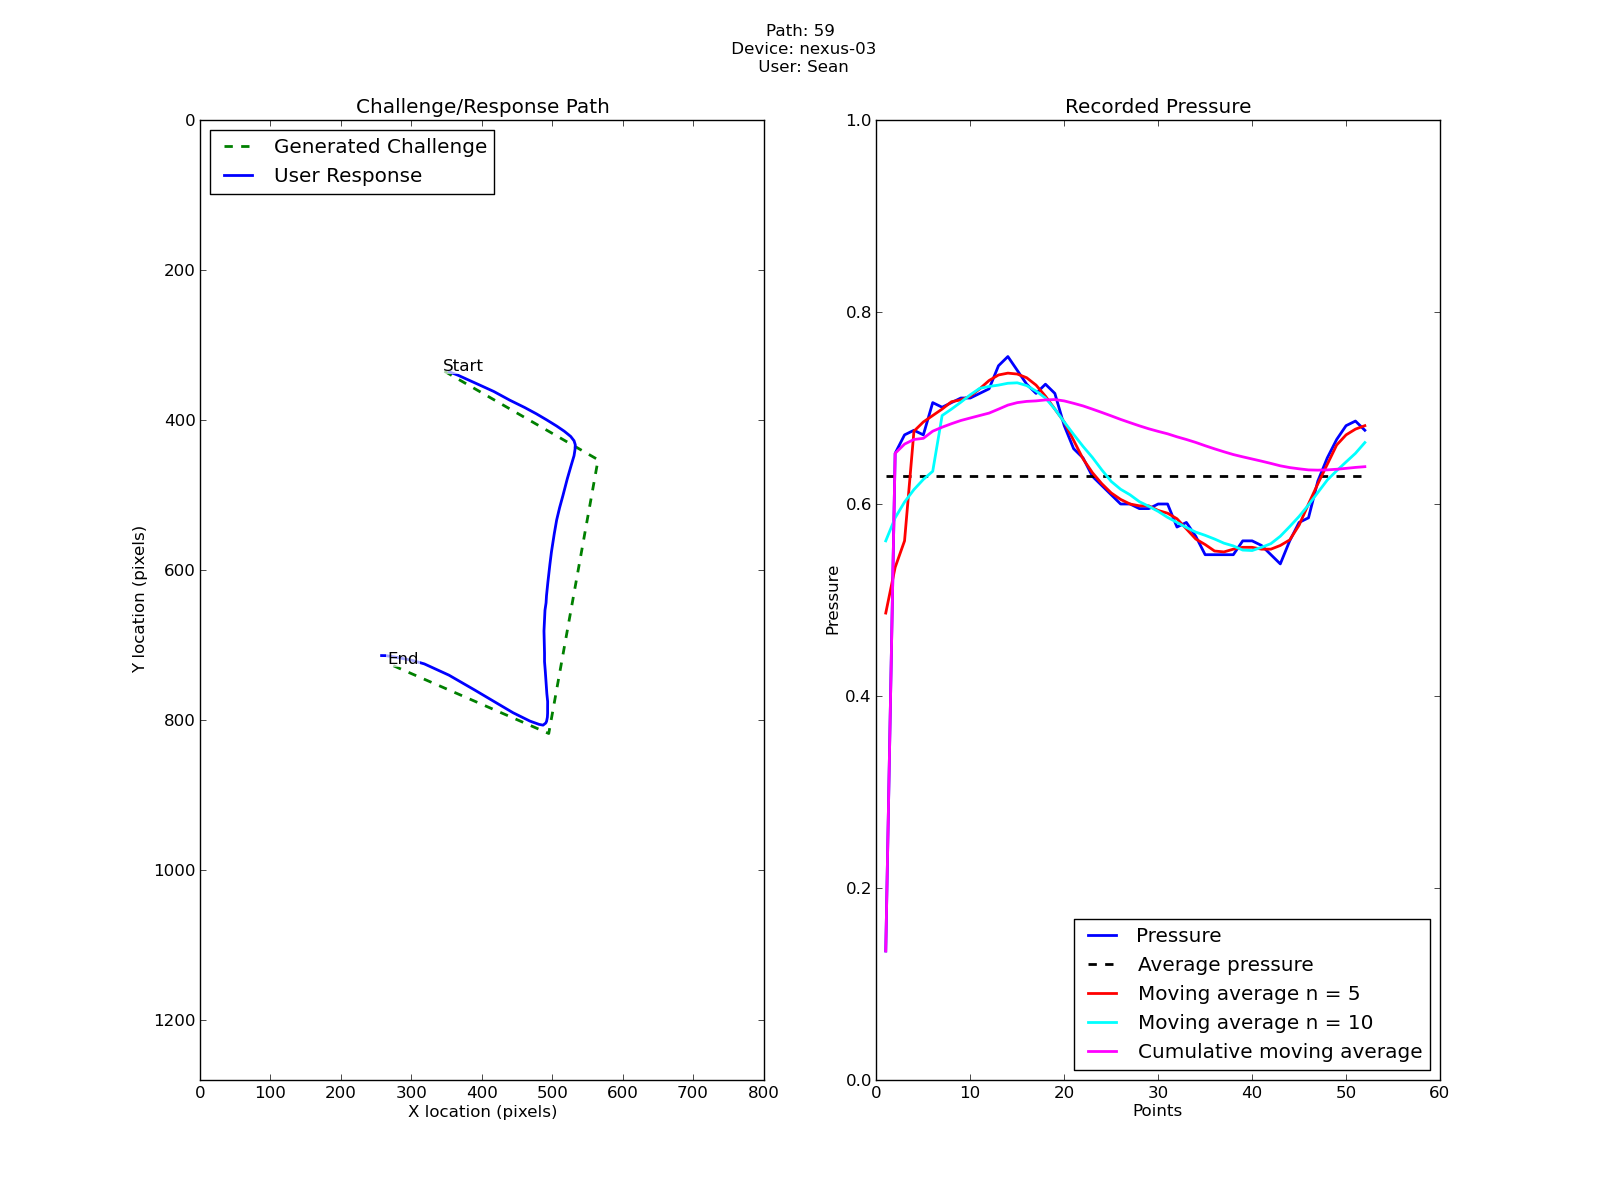 Path: 59
Device: nexus-03
User: Sean
Challenge/Response Path
Generated Challenge
User Response
Start
End
0
200
400
600
800
1000
1200
Y location (pixels)
0 100 200 300 400 500 600 700 800
X location (pixels)
Recorded Pressure
1.0
0.8
0.6
0.4
0.2
0.0
Pressure
Pressure
Average pressure
Moving average n = 5
Moving average n = 10
Cumulative moving average
0 10 20 30 40 50 60
Points